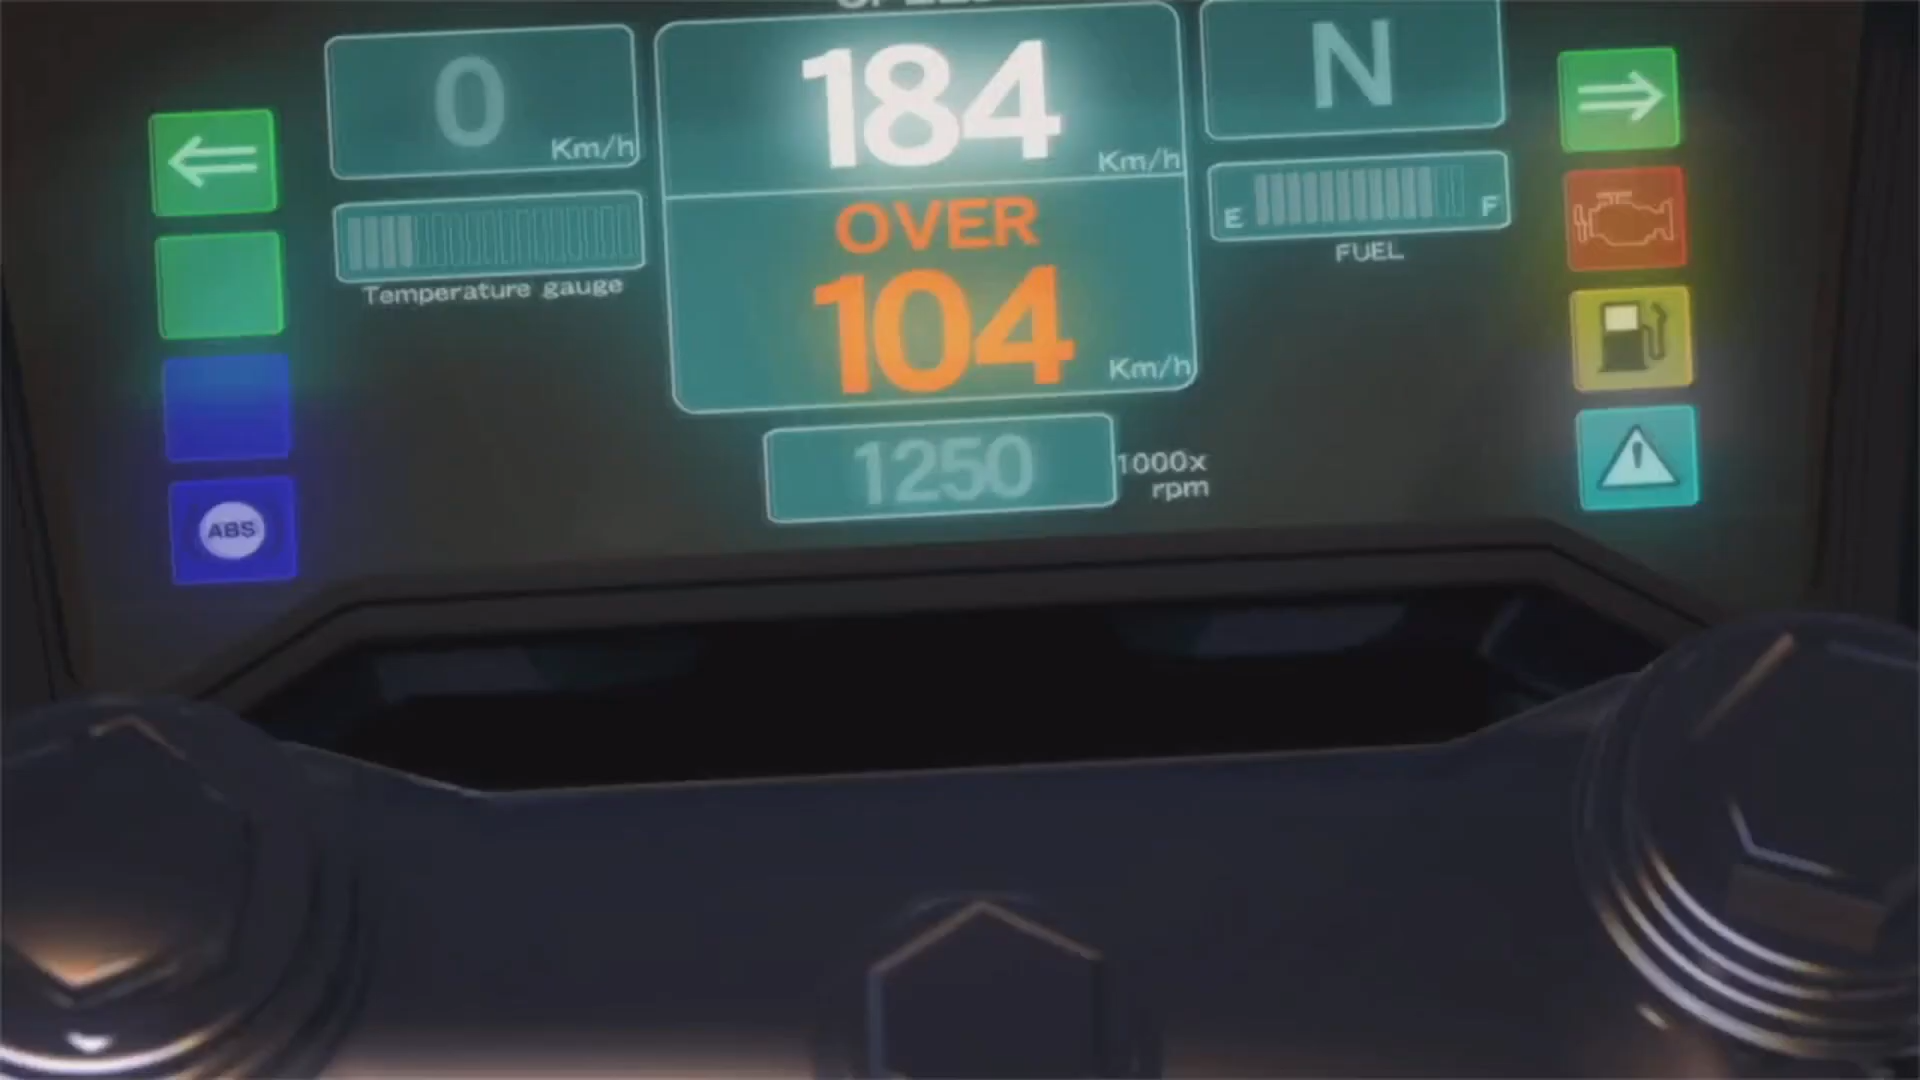 0
Km/h
184
Km/h
N
OVER
104
Km/h
E
F
FUEL
Temperature gauge
1250
1000x
rpm
ABS